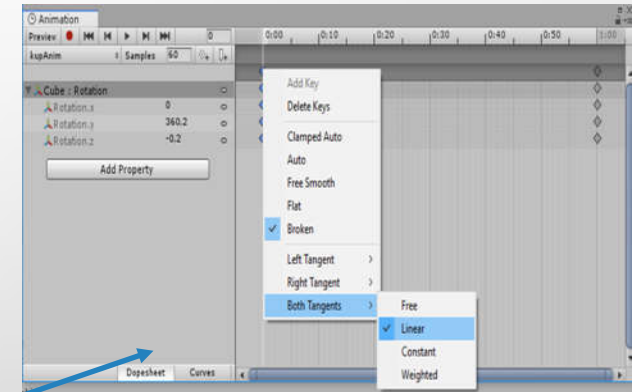 Animation
Preview 0 0:00 0:10 0:20 0:30 0:40 0:50 1:00
kupAnim Samples 60
Cube : Rotation
Rotation.x 0
Rotation.y 360.2
Rotation.z -0.2
Add Property
Add Key
Delete Keys
Clamped Auto
Auto
Free Smooth
Flat
Broken
Left Tangent
Right Tangent
Both Tangents
Free
Linear
Constant
Weighted
Dopesheet Curves